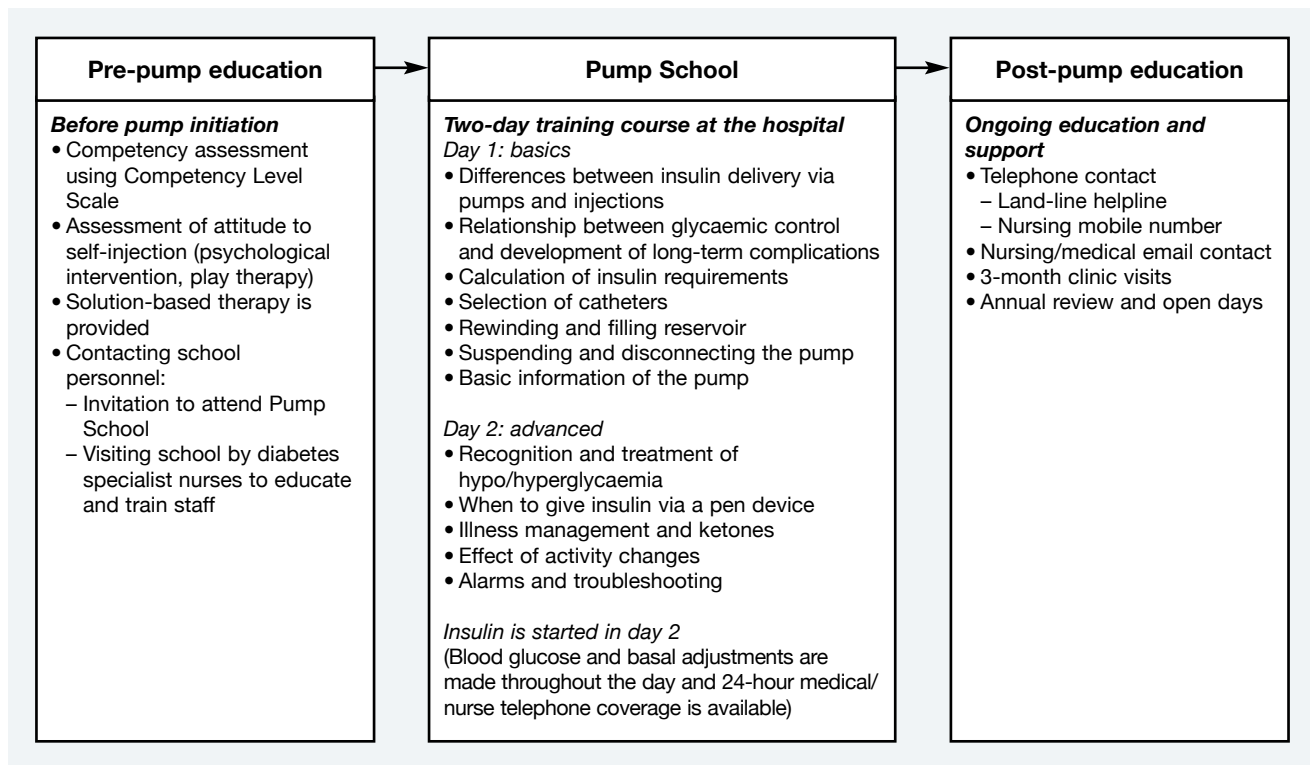 Pre-pump education
Before pump initiation
• Competency assessment
using Competency Level
Scale
• Assessment of attitude to
self-injection (psychological
intervention, play therapy)
• Solution-based therapy is
provided
• Contacting school
personnel:
– Invitation to attend Pump
School
– Visiting school by diabetes
specialist nurses to educate
and train staff
Pump School
Two-day training course at the hospital
Day 1: basics
• Differences between insulin delivery via
pumps and injections
• Relationship between glycaemic control
and development of long-term complications
• Calculation of insulin requirements
• Selection of catheters
• Rewinding and filling reservoir
• Suspending and disconnecting the pump
• Basic information of the pump
Day 2: advanced
• Recognition and treatment of
hypo/hyperglycaemia
• When to give insulin via a pen device
• Illness management and ketones
• Effect of activity changes
• Alarms and troubleshooting
Insulin is started in day 2
(Blood glucose and basal adjustments are
made throughout the day and 24-hour medical/
nurse telephone coverage is available)
Post-pump education
Ongoing education and
support
• Telephone contact
– Land-line helpline
– Nursing mobile number
• Nursing/medical email contact
• 3-month clinic visits
• Annual review and open days